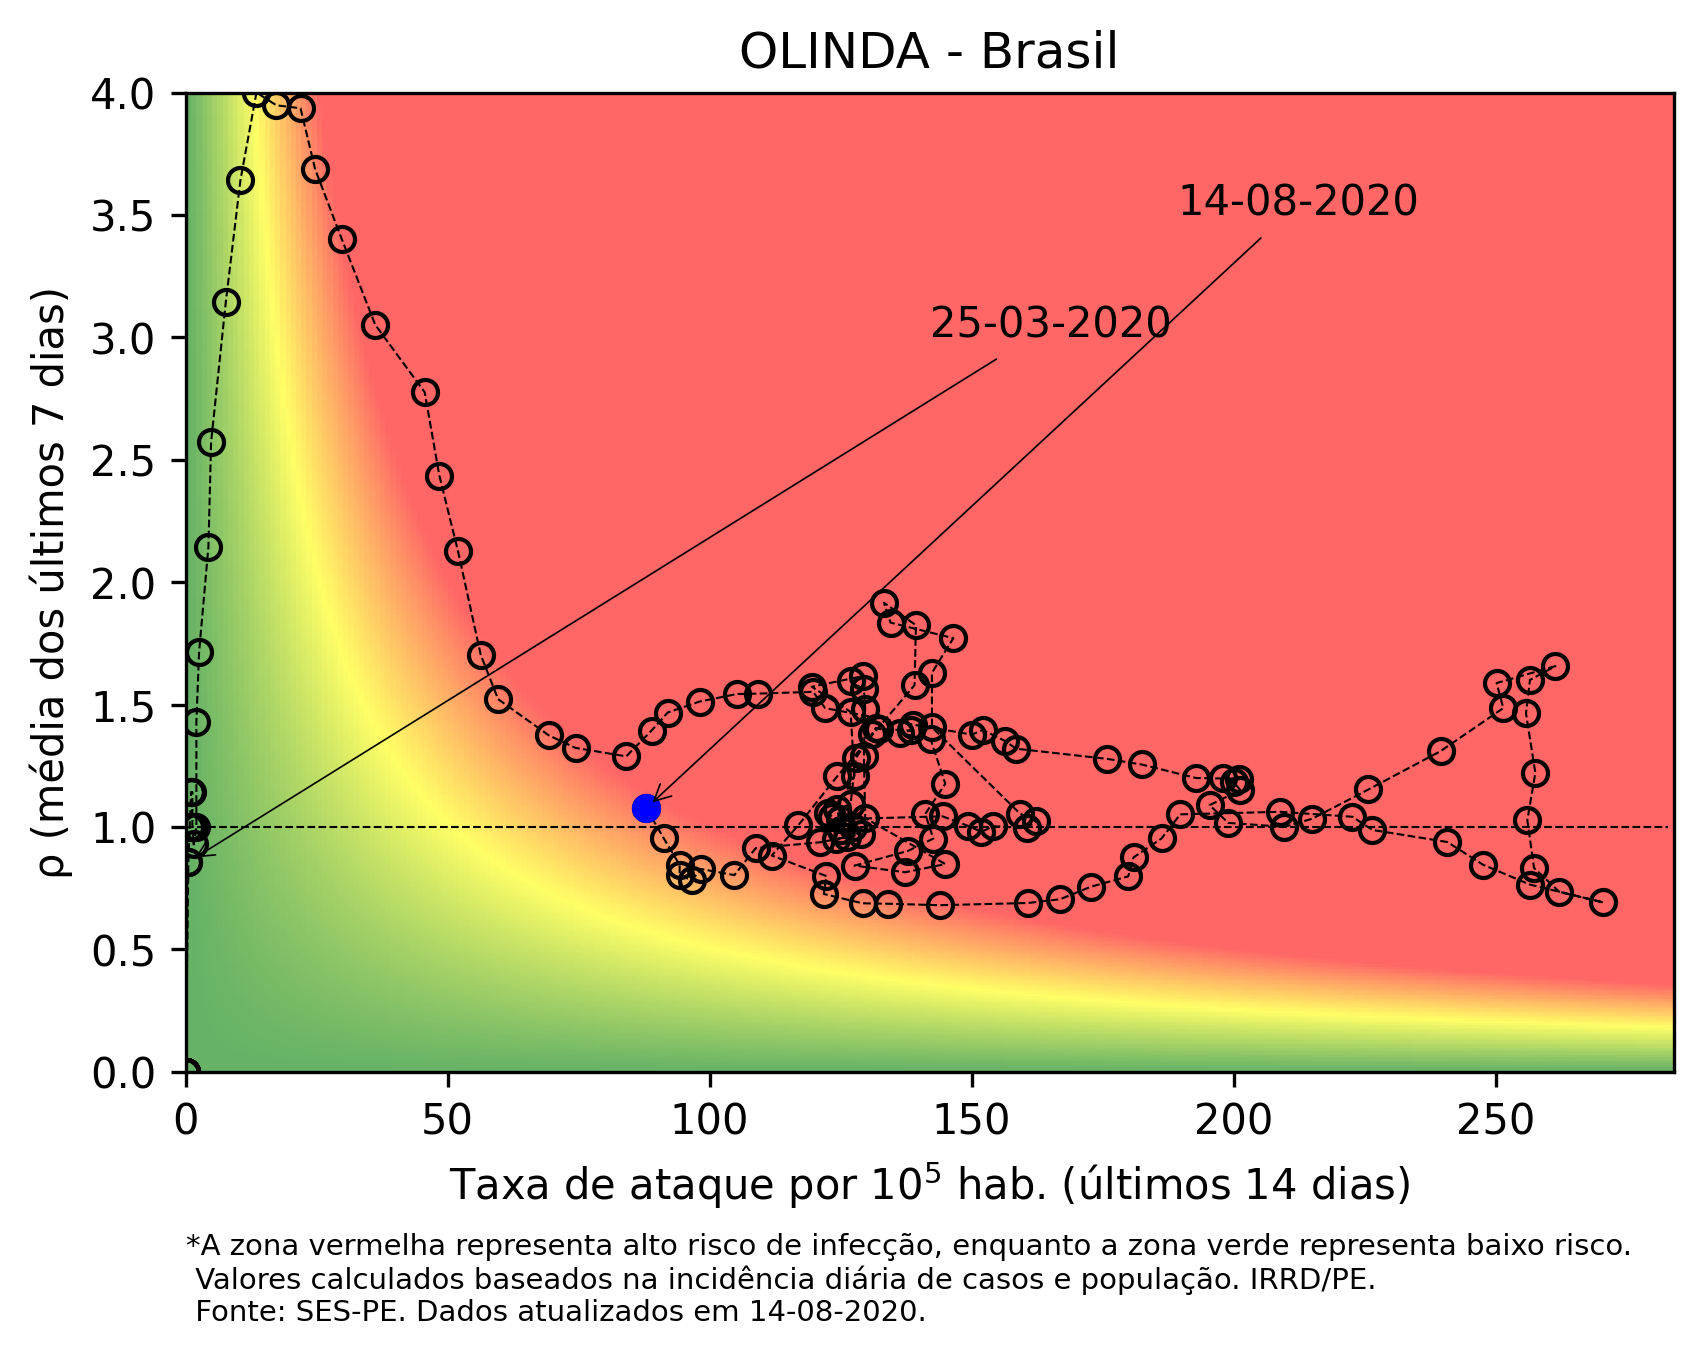 OLINDA - Brasil
4.0
3.5
3.0
2.5
2.0
1.5
1.0
0.5
0.0
ρ (média dos últimos 7 dias)
14-08-2020
25-03-2020
0
50
100
150
200
250
Taxa de ataque por 10⁵ hab. (últimos 14 dias)
*A zona vermelha representa alto risco de infecção, enquanto a zona verde representa baixo risco.
Valores calculados baseados na incidência diária de casos e população. IRRD/PE.
Fonte: SES-PE. Dados atualizados em 14-08-2020.